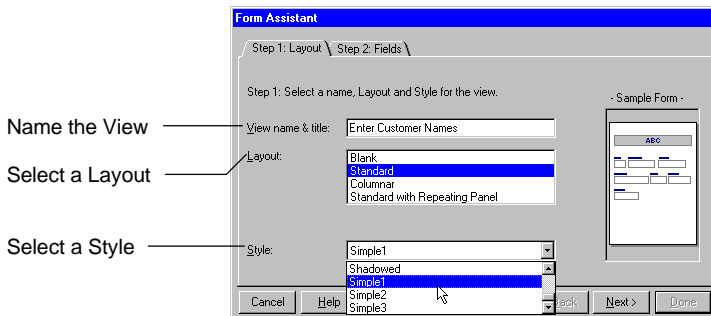 Form Assistant
Step 1: Layout
Step 2: Fields
Step 1: Select a name, Layout and Style for the view.
- Sample Form -
Name the View
View name & title:
Enter Customer Names
ABC
Select a Layout
Layout:
Blank
Standard
Columnar
Standard with Repeating Panel
Select a Style
Style:
Simple1
Shadowed
Simple1
Simple2
Simple3
Cancel
Help
Back
Next >
Done